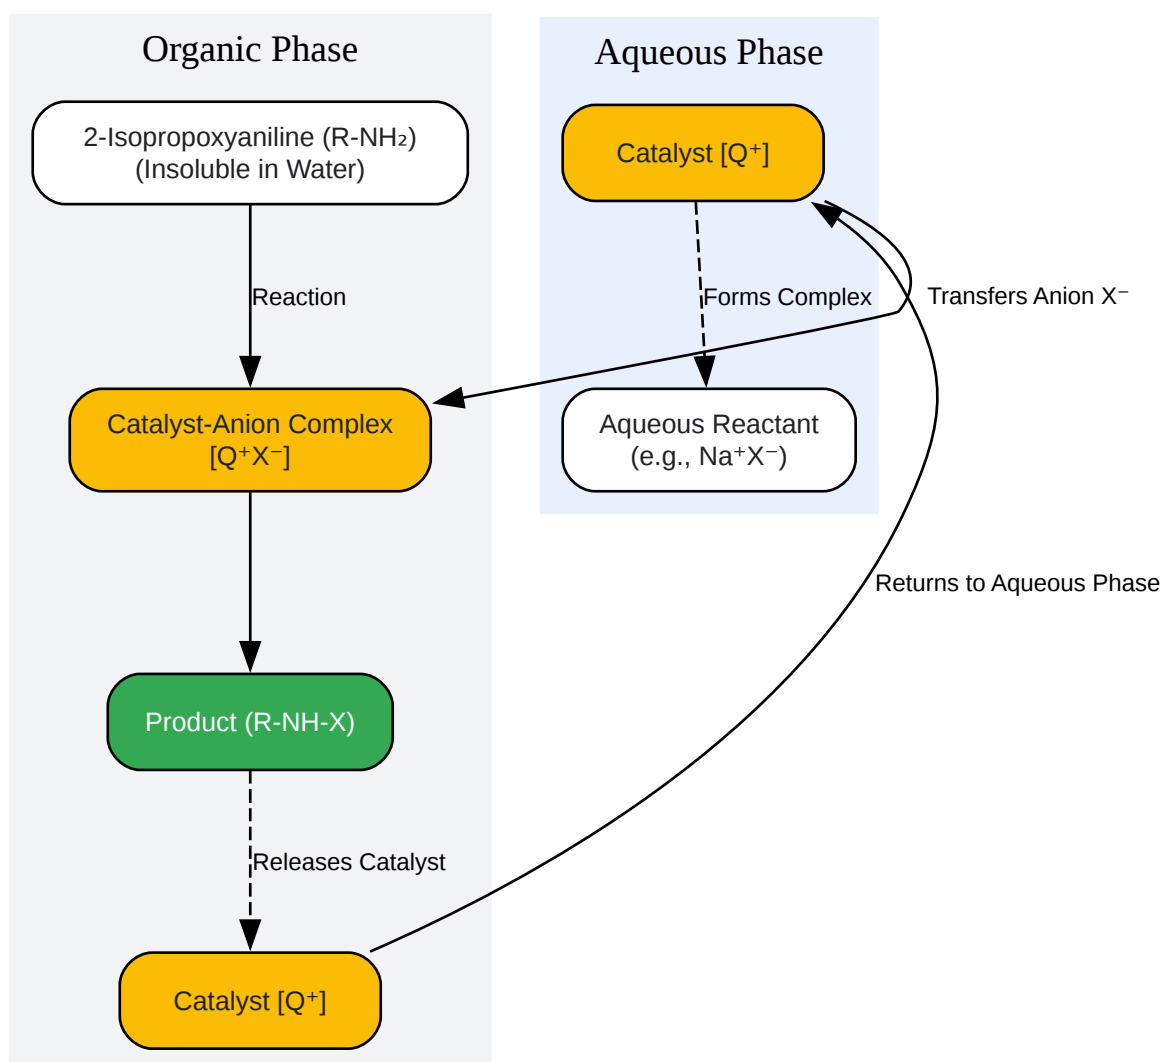 Organic Phase
Aqueous Phase
2-Isopropoxyaniline (R-NH₂)
(Insoluble in Water)
Catalyst [Q⁺]
Reaction
Forms Complex
Transfers Anion X⁻
Catalyst-Anion Complex
[Q⁺X⁻]
Aqueous Reactant
(e.g., Na⁺X⁻)
Returns to Aqueous Phase
Product (R-NH-X)
Releases Catalyst
Catalyst [Q⁺]